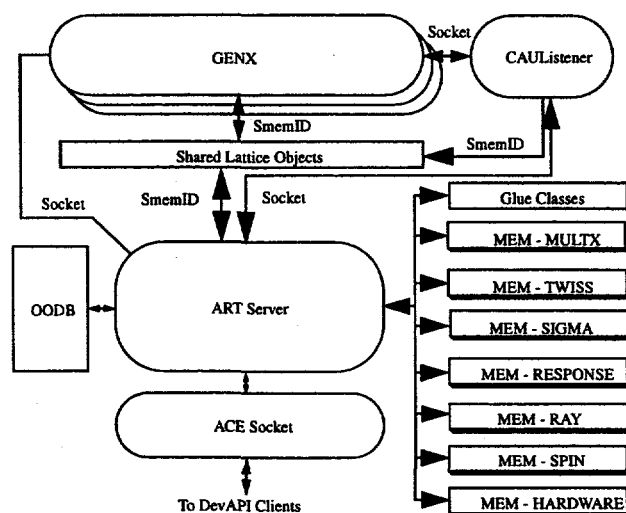 Socket
GENX
CAUListener
SmemID
SmemID
Shared Lattice Objects
Socket
SmemID
Socket
Glue Classes
MEM - MULTX
MEM - TWISS
OODB
ART Server
MEM - SIGMA
MEM - RESPONSE
ACE Socket
MEM - RAY
MEM - SPIN
To DevAPI Clients
MEM - HARDWARE